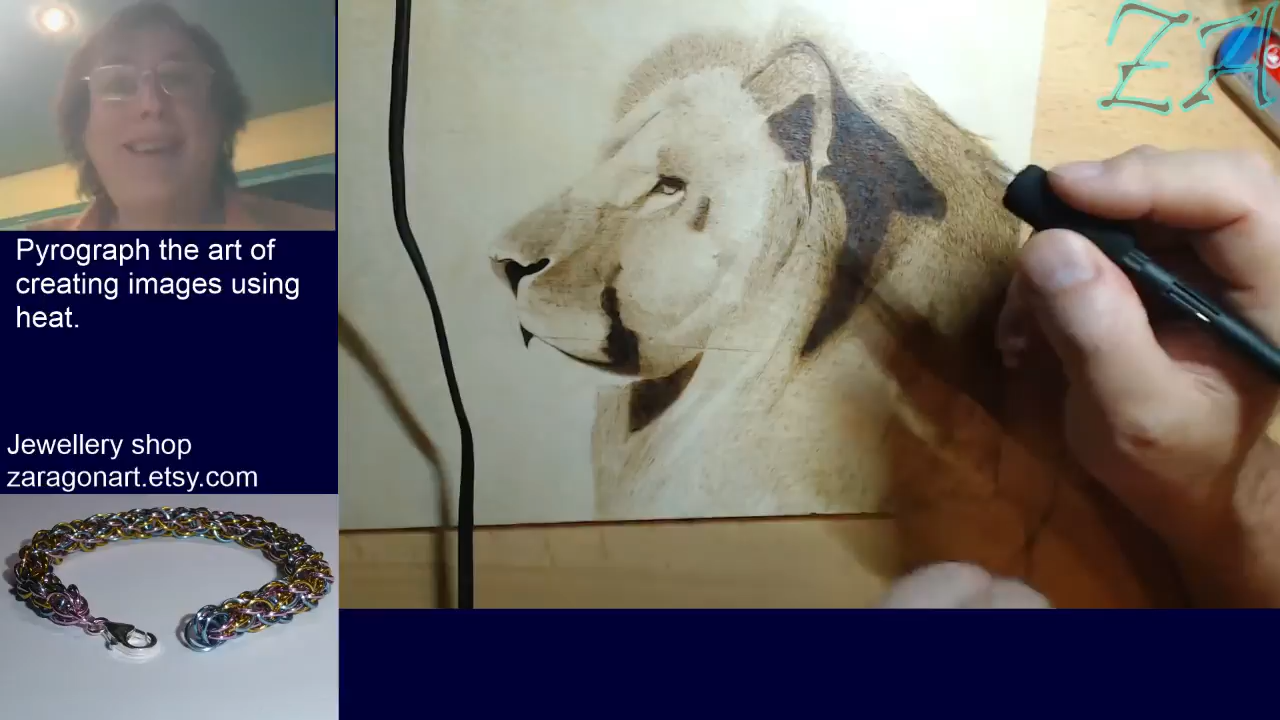 ZA
Pyrograph the art of
creating images using
heat.
Jewellery shop
zaragonart.etsy.com